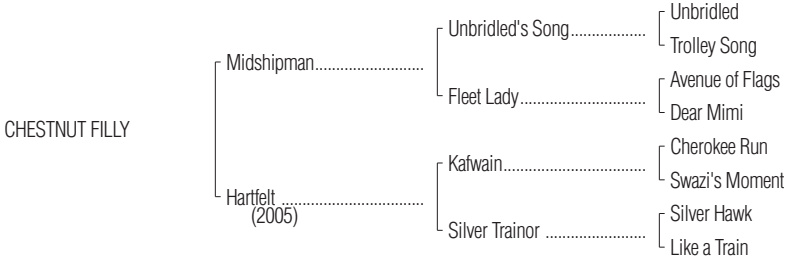 Unbridled
Unbridled's Song..................
Trolley Song
Midshipman..........................
Avenue of Flags
Fleet Lady..............................
Dear Mimi
CHESTNUT FILLY
Cherokee Run
Kafwain..................................
Swazi's Moment
Hartfelt ..................................
(2005)
Silver Hawk
Silver Trainor ........................
Like a Train